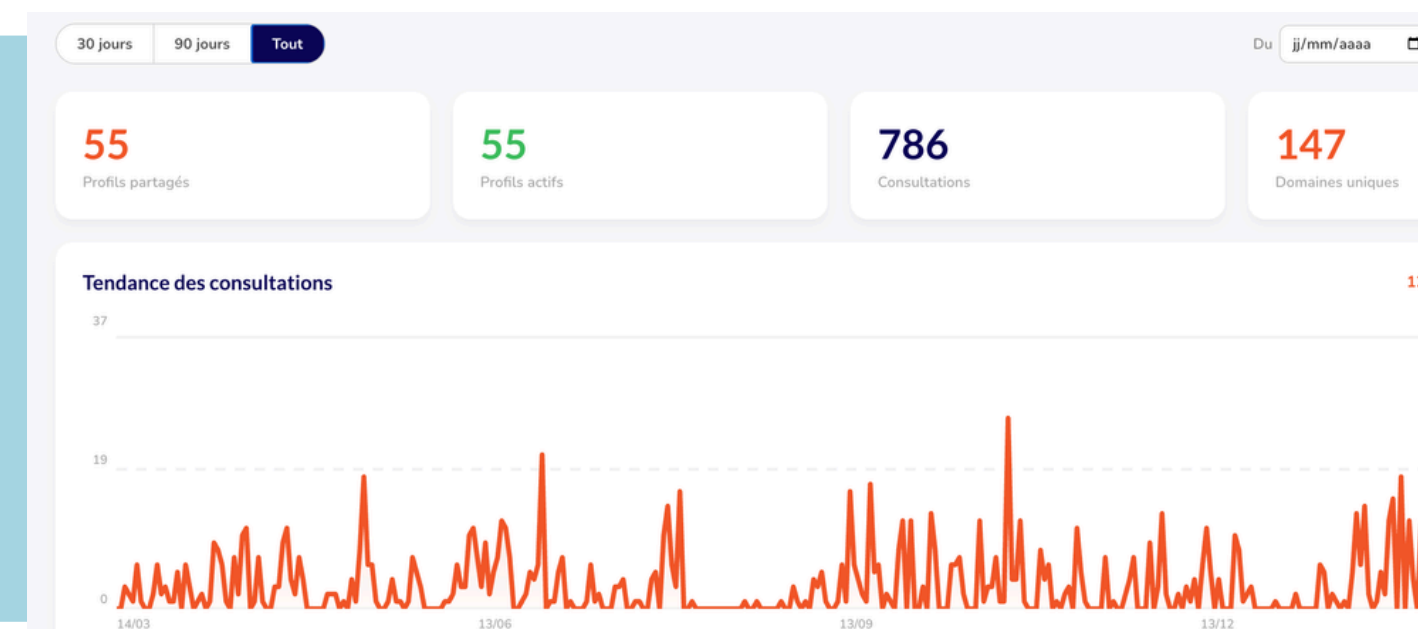 30 jours 90 jours Tout Du jj/mm/aaaa
55 55 786 147
Profils partagés Profils actifs Consultations Domaines uniques
Tendance des consultations
37
19
0
14/03 13/06 13/09 13/12